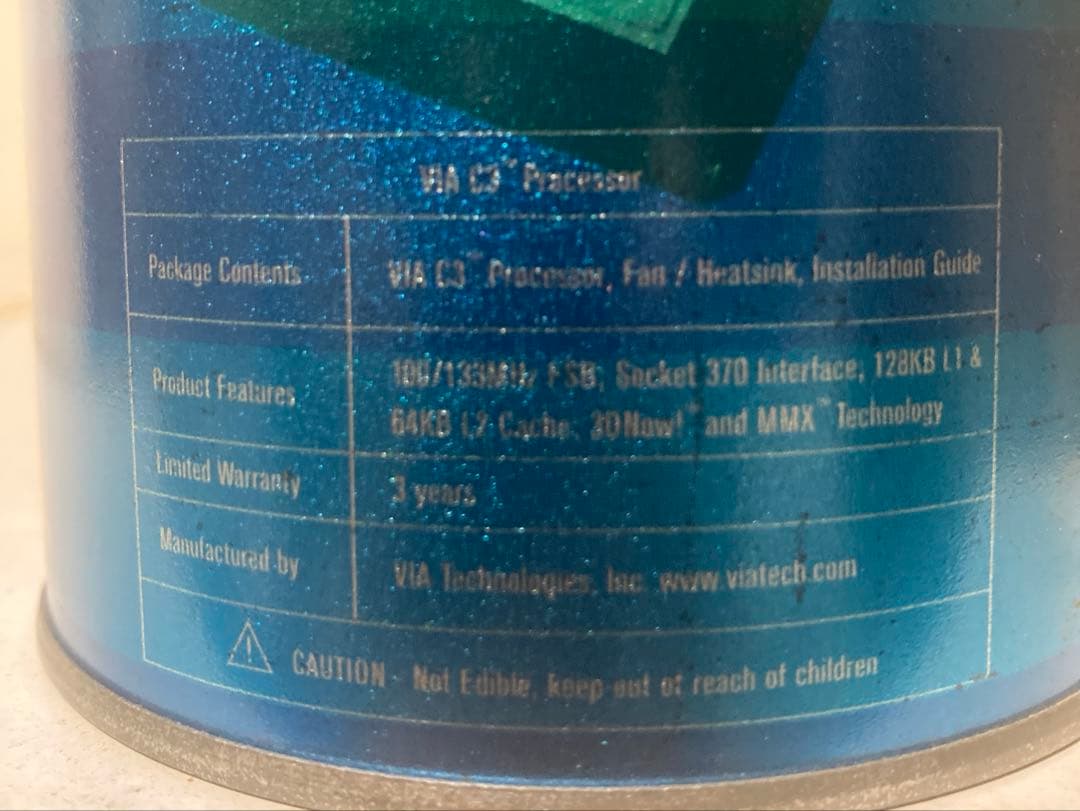 VIA C3™ Processor
Package Contents
VIA C3™ Processor, Fan / Heatsink, Installation Guide
Product Features
100/133MHz FSB, Socket 370 Interface, 128KB L1 &
64KB L2 Cache, 3DNow!™ and MMX™ Technology
Limited Warranty
3 years
Manufactured by
VIA Technologies, Inc. www.viatech.com
CAUTION - Not Edible, keep out of reach of children